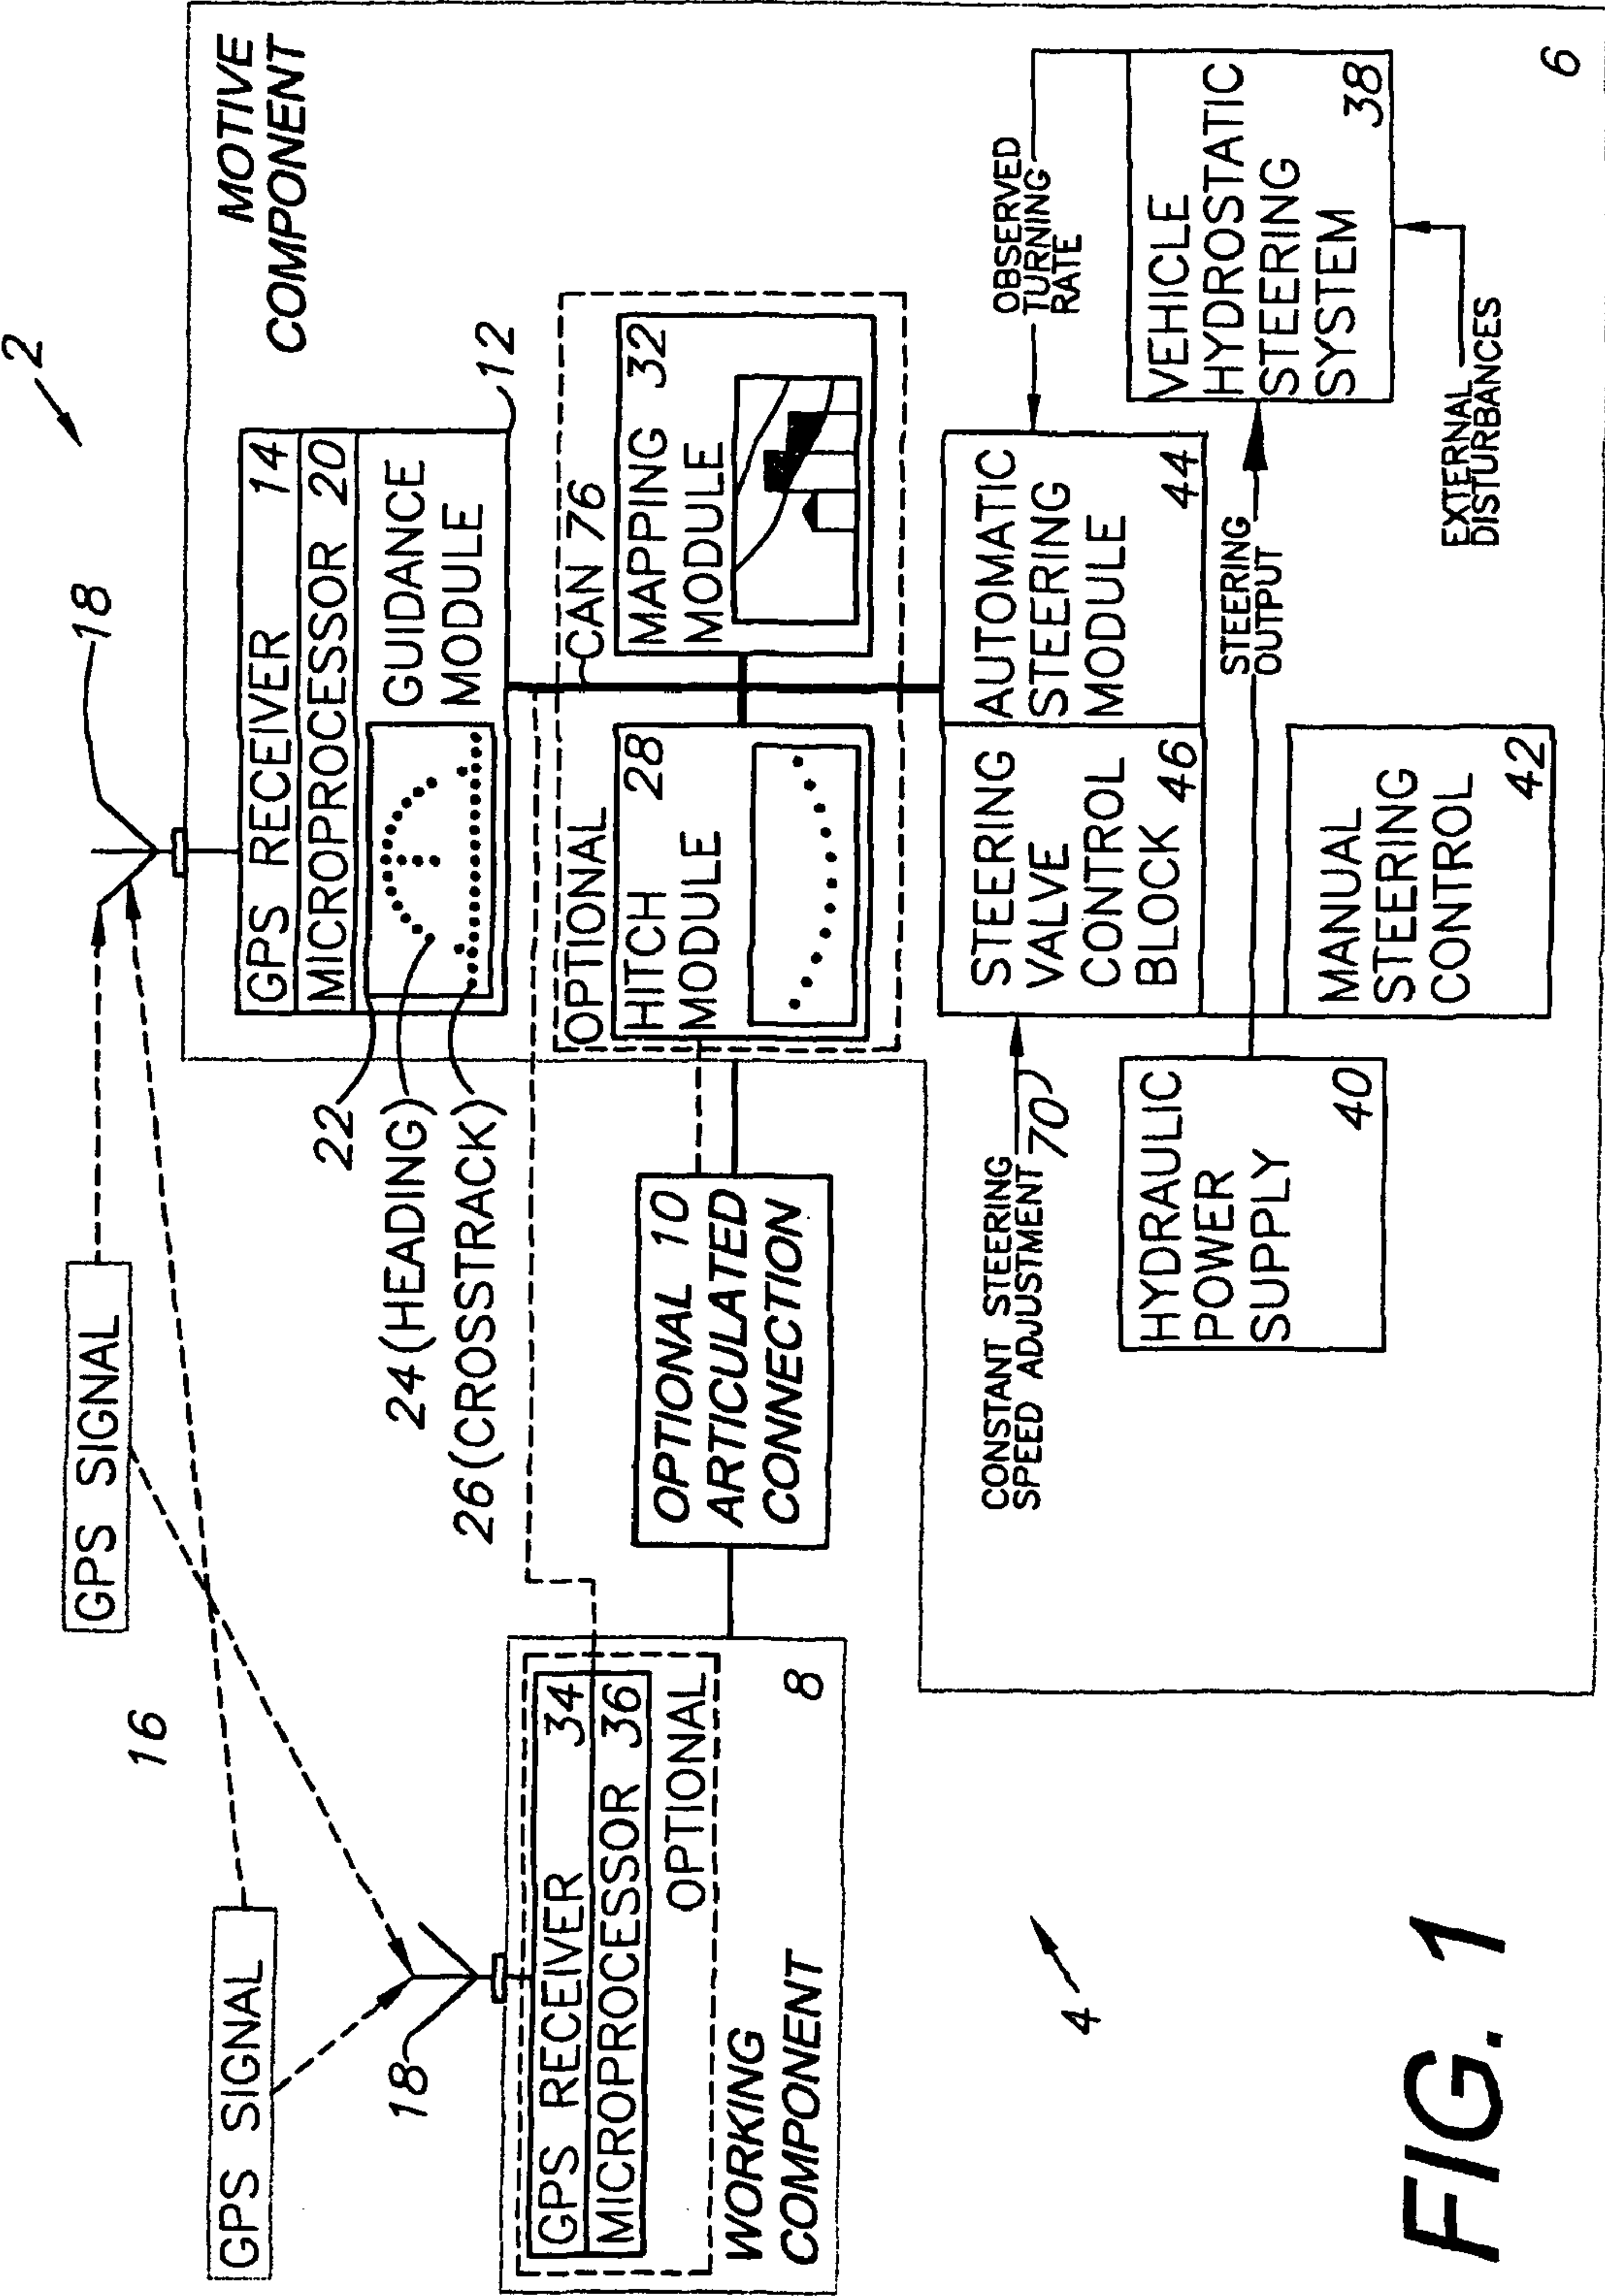 2
GPS SIGNAL
16
18
GPS SIGNAL
18
MOTIVE
COMPONENT
GPS RECEIVER 14
MICROPROCESSOR 20
GUIDANCE
MODULE
12
22
24 (HEADING)
26 (CROSSTRACK)
CAN 76
OPTIONAL
HITCH 28
MODULE
MAPPING 32
MODULE
GPS RECEIVER 34
MICROPROCESSOR 36
OPTIONAL
WORKING
COMPONENT
8
OPTIONAL 10
ARTICULATED
CONNECTION
CONSTANT STEERING
SPEED ADJUSTMENT
70
STEERING
VALVE
CONTROL
BLOCK 46
AUTOMATIC
STEERING
MODULE
44
OBSERVED
TURNING
RATE
HYDRAULIC
POWER
SUPPLY
40
STEERING
OUTPUT
VEHICLE
HYDROSTATIC
STEERING
SYSTEM
38
MANUAL
STEERING
CONTROL
42
EXTERNAL
DISTURBANCES
6
4
FIG. 1